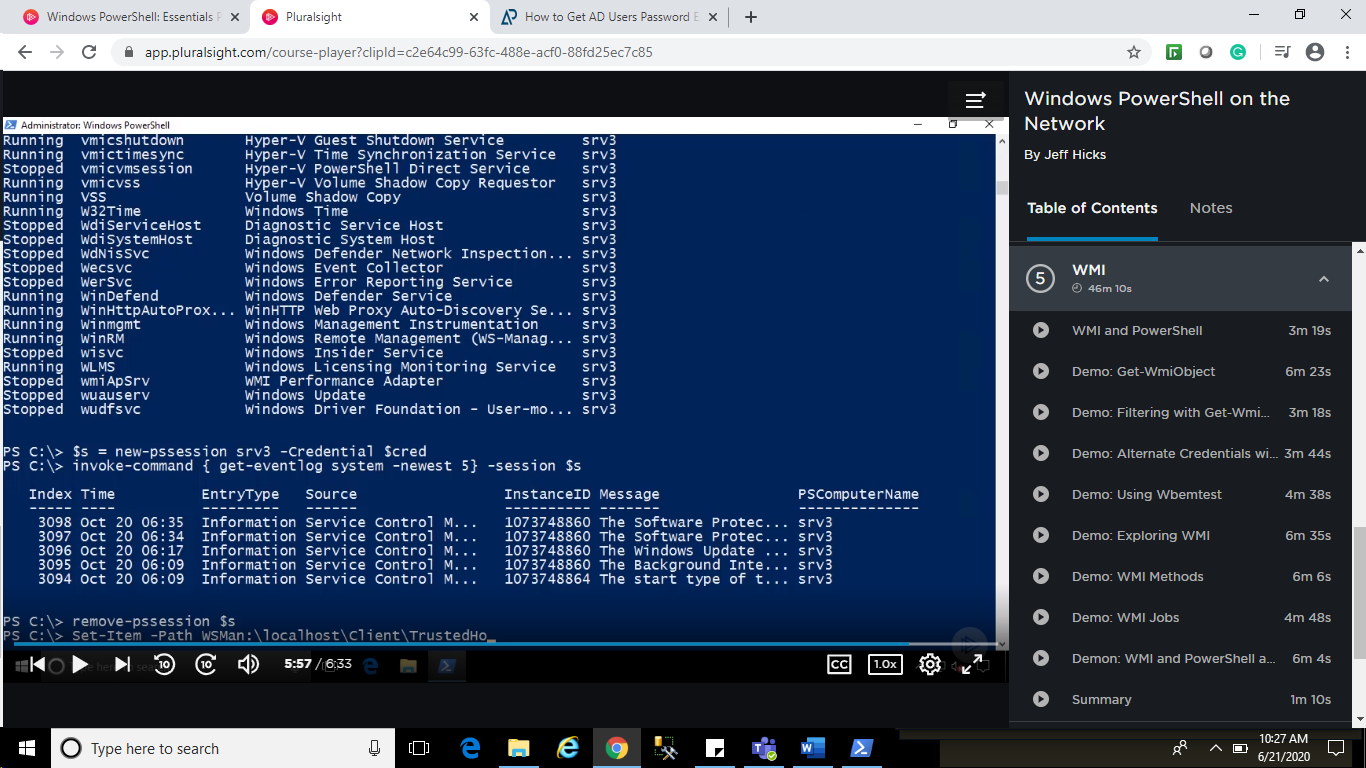 Windows PowerShell: Essentials P
Pluralsight
How to Get AD Users Password E
app.pluralsight.com/course-player?clipId=c2e64c99-63fc-488e-acf0-88fd25ec7c85
Administrator: Windows PowerShell
Running vmicshutdown Hyper-V Guest Shutdown Service srv3
Running vmictimesync Hyper-V Time Synchronization Service srv3
Stopped vmicvmsession Hyper-V PowerShell Direct Service srv3
Running vmicvss Hyper-V Volume Shadow Copy Requestor srv3
Running VSS Volume Shadow Copy srv3
Running W32Time Windows Time srv3
Stopped WdiServiceHost Diagnostic Service Host srv3
Stopped WdiSystemHost Diagnostic System Host srv3
Stopped WdNisSvc Windows Defender Network Inspection... srv3
Stopped Wecsvc Windows Event Collector srv3
Stopped WerSvc Windows Error Reporting Service srv3
Running WinDefend Windows Defender Service srv3
Running WinHttpAutoProx... WinHTTP Web Proxy Auto-Discovery Se... srv3
Running Winmgmt Windows Management Instrumentation srv3
Running WinRM Windows Remote Management (WS-Manag... srv3
Stopped wisvc Windows Insider Service srv3
Running WLMS Windows Licensing Monitoring Service srv3
Stopped wmiApSrv WMI Performance Adapter srv3
Stopped wuauserv Windows Update srv3
Stopped wudfsvc Windows Driver Foundation - User-mo... srv3
PS C:\> $s = new-pssession srv3 -Credential $cred
PS C:\> invoke-command { get-eventlog system -newest 5} -session $s
Index Time EntryType Source InstanceID Message PSComputerName
----- ---- --------- ------ ---------- ------- --------------
3098 Oct 20 06:35 Information Service Control M... 1073748860 The Software Protec... srv3
3097 Oct 20 06:34 Information Service Control M... 1073748860 The Software Protec... srv3
3096 Oct 20 06:17 Information Service Control M... 1073748860 The Windows Update ... srv3
3095 Oct 20 06:09 Information Service Control M... 1073748860 The Background Inte... srv3
3094 Oct 20 06:09 Information Service Control M... 1073748864 The start type of t... srv3
PS C:\> remove-pssession $s
PS C:\> Set-Item -Path WSMan:\localhost\Client\TrustedHo_
10
10
5:57 / 6:33
CC
1.0x
Windows PowerShell on the
Network
By Jeff Hicks
Table of Contents
Notes
5
WMI
46m 10s
WMI and PowerShell 3m 19s
Demo: Get-WmiObject 6m 23s
Demo: Filtering with Get-Wmi... 3m 18s
Demo: Alternate Credentials wi... 3m 44s
Demo: Using Wbemtest 4m 38s
Demo: Exploring WMI 6m 35s
Demo: WMI Methods 6m 6s
Demo: WMI Jobs 4m 48s
Demon: WMI and PowerShell a... 6m 4s
Summary 1m 10s
Type here to search
10:27 AM
6/21/2020